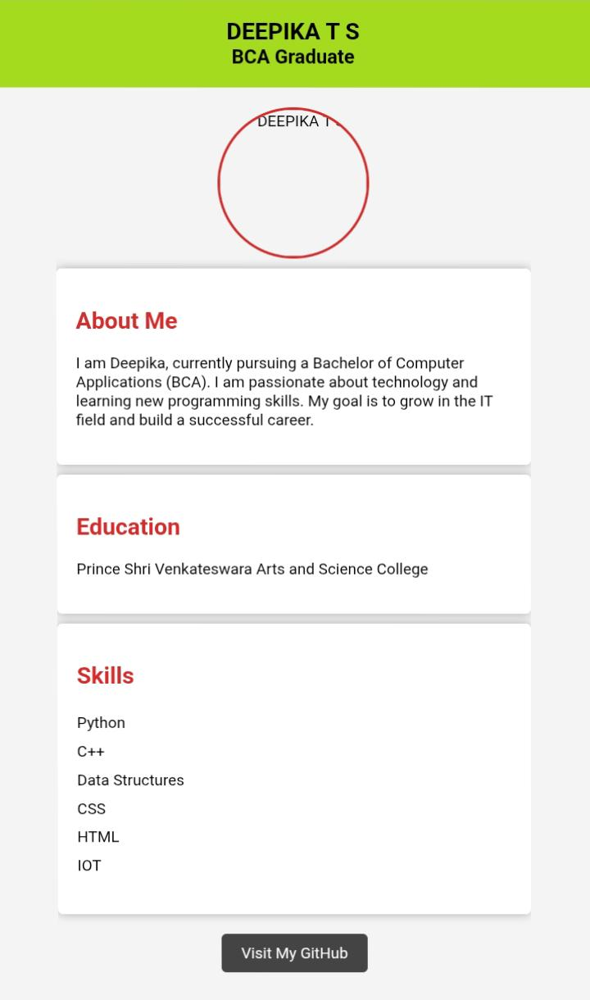 DEEPIKA T S
BCA Graduate
DEEPIKA T S
About Me
I am Deepika, currently pursuing a Bachelor of Computer
Applications (BCA). I am passionate about technology and
learning new programming skills. My goal is to grow in the IT
field and build a successful career.
Education
Prince Shri Venkateswara Arts and Science College
Skills
Python
C++
Data Structures
CSS
HTML
IOT
Visit My GitHub